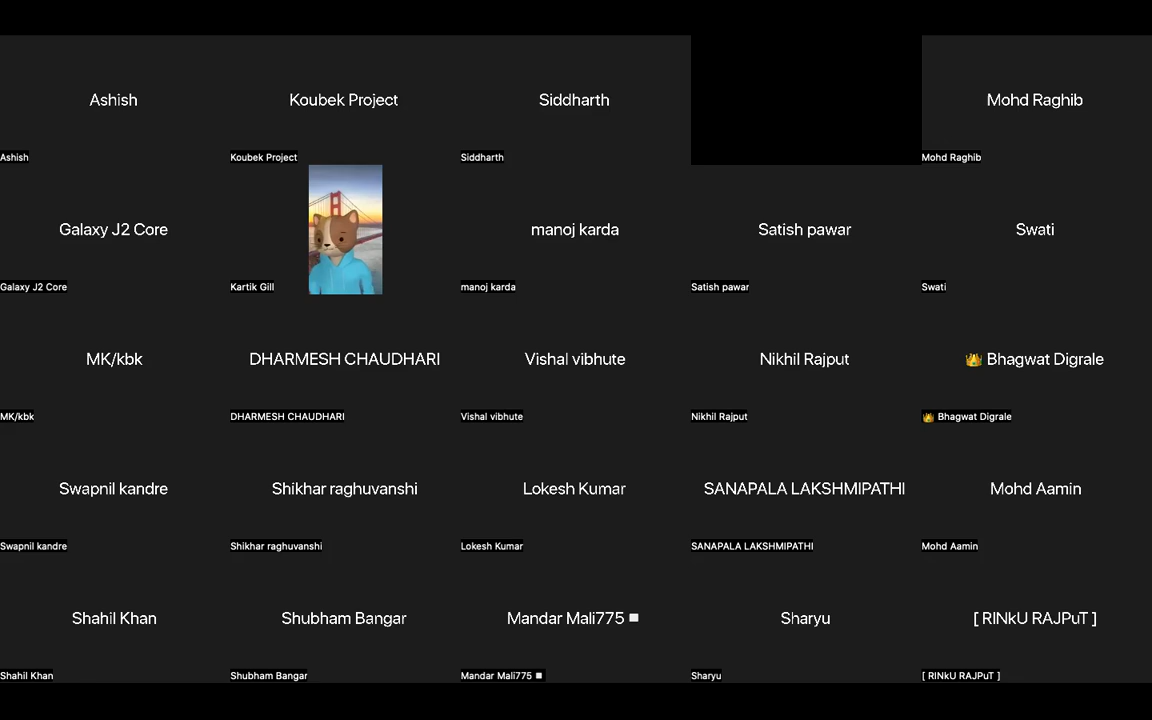 Ashish
Koubek Project
Siddharth
Mohd Raghib
Ashish
Koubek Project
Siddharth
Mohd Raghib
Galaxy J2 Core
manoj karda
Satish pawar
Swati
Galaxy J2 Core
Kartik Gill
manoj karda
Satish pawar
Swati
MK/kbk
DHARMESH CHAUDHARI
Vishal vibhute
Nikhil Rajput
👑 Bhagwat Digrale
MK/kbk
DHARMESH CHAUDHARI
Vishal vibhute
Nikhil Rajput
👑 Bhagwat Digrale
Swapnil kandre
Shikhar raghuvanshi
Lokesh Kumar
SANAPALA LAKSHMIPATHI
Mohd Aamin
Swapnil kandre
Shikhar raghuvanshi
Lokesh Kumar
SANAPALA LAKSHMIPATHI
Mohd Aamin
Shahil Khan
Shubham Bangar
Mandar Mali775 ◽
Sharyu
[ RINkU RAJPuT ]
Shahil Khan
Shubham Bangar
Mandar Mali775 ◽
Sharyu
[ RINkU RAJPuT ]